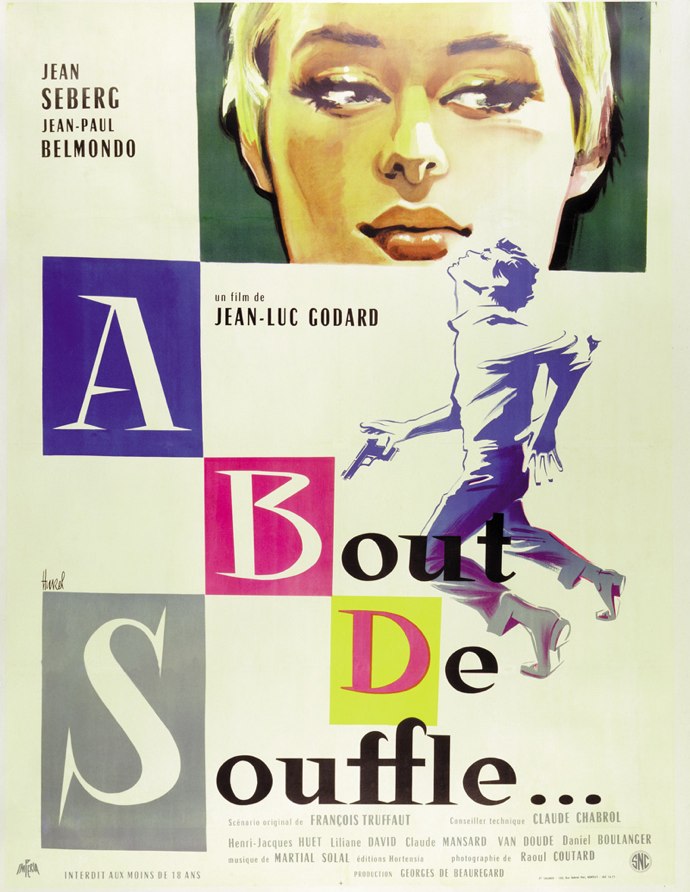 JEAN
SEBERG
JEAN-PAUL
BELMONDO
un film de
JEAN-LUC GODARD
A
Bout
De
Souffle...
Hurel
Scénario original de FRANÇOIS TRUFFAUT Conseiller technique CLAUDE CHABROL
Henri-Jacques HUET Liliane DAVID Claude MANSARD VAN DOUDE Daniel BOULANGER
musique de MARTIAL SOLAL éditions Hortensia photographie de Raoul COUTARD
PRODUCTION GEORGES DE BEAUREGARD
IMPERIA
INTERDIT AUX MOINS DE 18 ANS
SNC